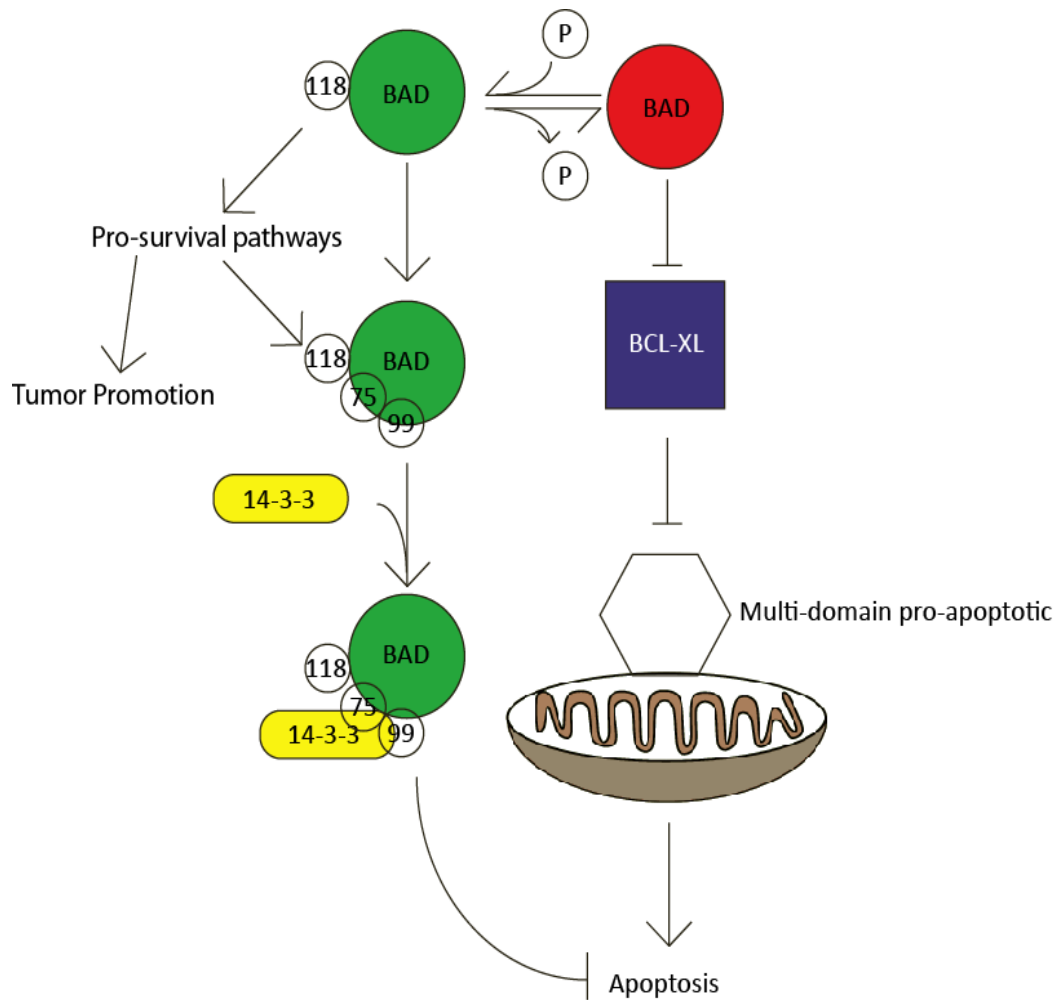 P
118
BAD
BAD
P
Pro-survival pathways
118
BAD
BCL-XL
75
Tumor Promotion
99
14-3-3
Multi-domain pro-apoptotic
118
BAD
75
14-3-3
99
Apoptosis